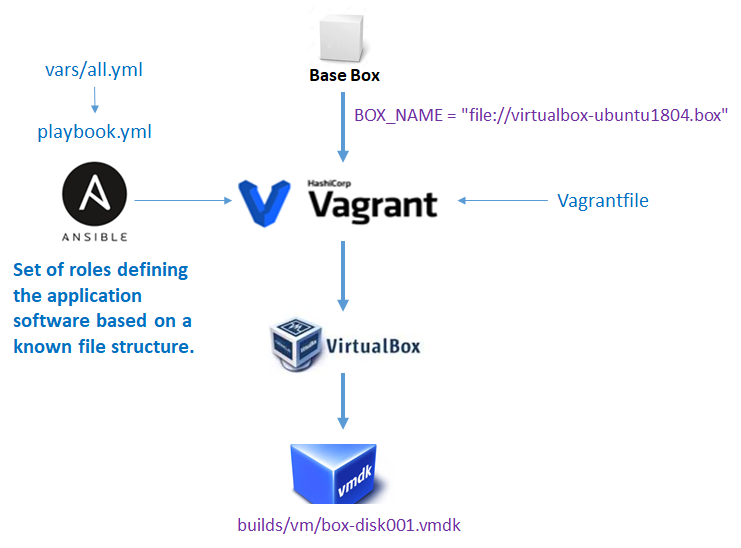 Base Box
vars/all.yml
BOX_NAME = "file://virtualbox-ubuntu1804.box"
playbook.yml
HashiCorp
Vagrant
Vagrantfile
ANSIBLE
Set of roles defining
the application
software based on a
known file structure.
VirtualBox
vmdk
builds/vm/box-disk001.vmdk